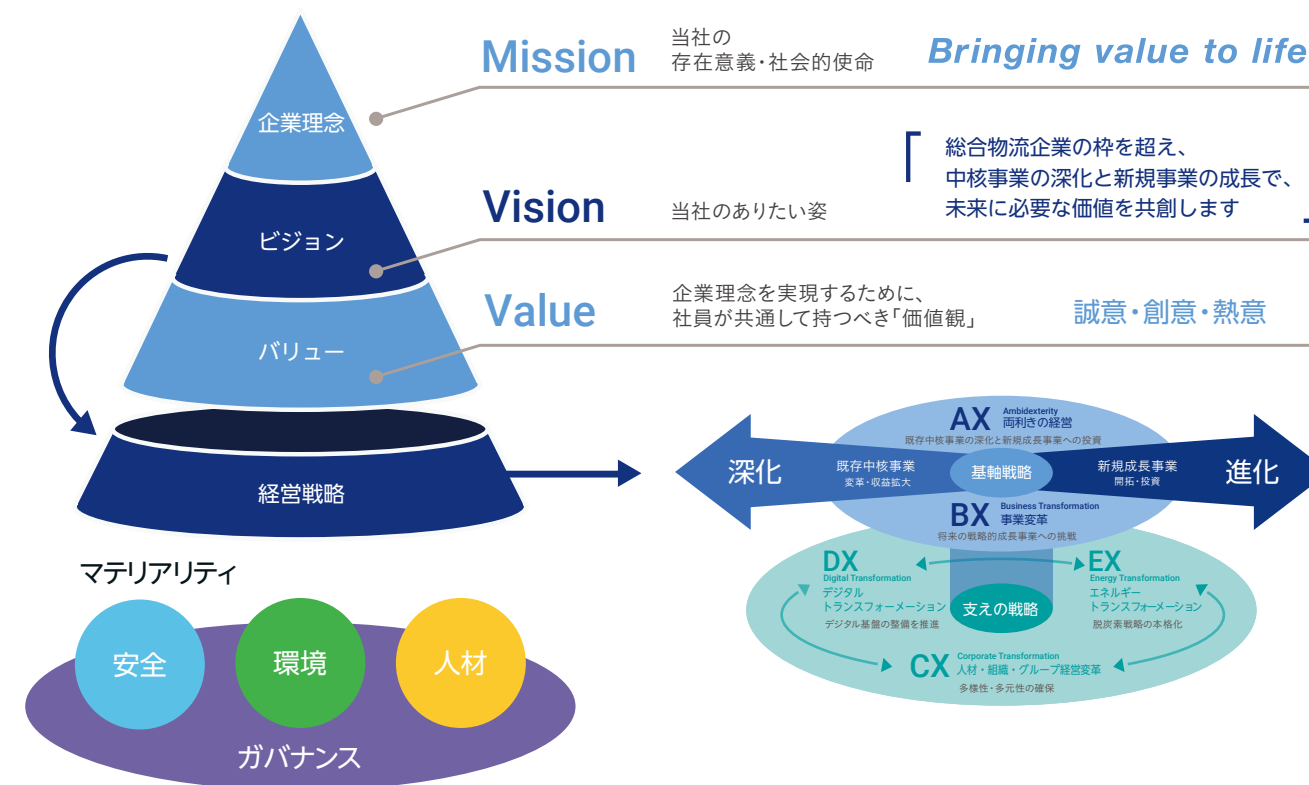 Mission
当社の
存在意義・社会的使命
Bringing value to life
企業理念
Vision
当社のありたい姿
「
総合物流企業の枠を超え、
中核事業の深化と新規事業の成長で、
未来に必要な価値を共創します
ビジョン
Value
企業理念を実現するために、
社員が共通して持つべき「価値観」
誠意・創意・熱意
バリュー
経営戦略
AX
Ambidexterity
両利きの経営
既存中核事業の深化と新規成長事業への投資
深化
既存中核事業
変革・収益拡大
基軸戦略
新規成長事業
開拓・投資
進化
BX
Business Transformation
事業変革
将来の戦略的成長事業への挑戦
DX
Digital Transformation
デジタル
トランスフォーメーション
デジタル基盤の整備を推進
支えの戦略
EX
Energy Transformation
エネルギー
トランスフォーメーション
脱炭素戦略の本格化
CX
Corporate Transformation
人材・組織・グループ経営変革
多様性・多元性の確保
マテリアリティ
安全
環境
人材
ガバナンス